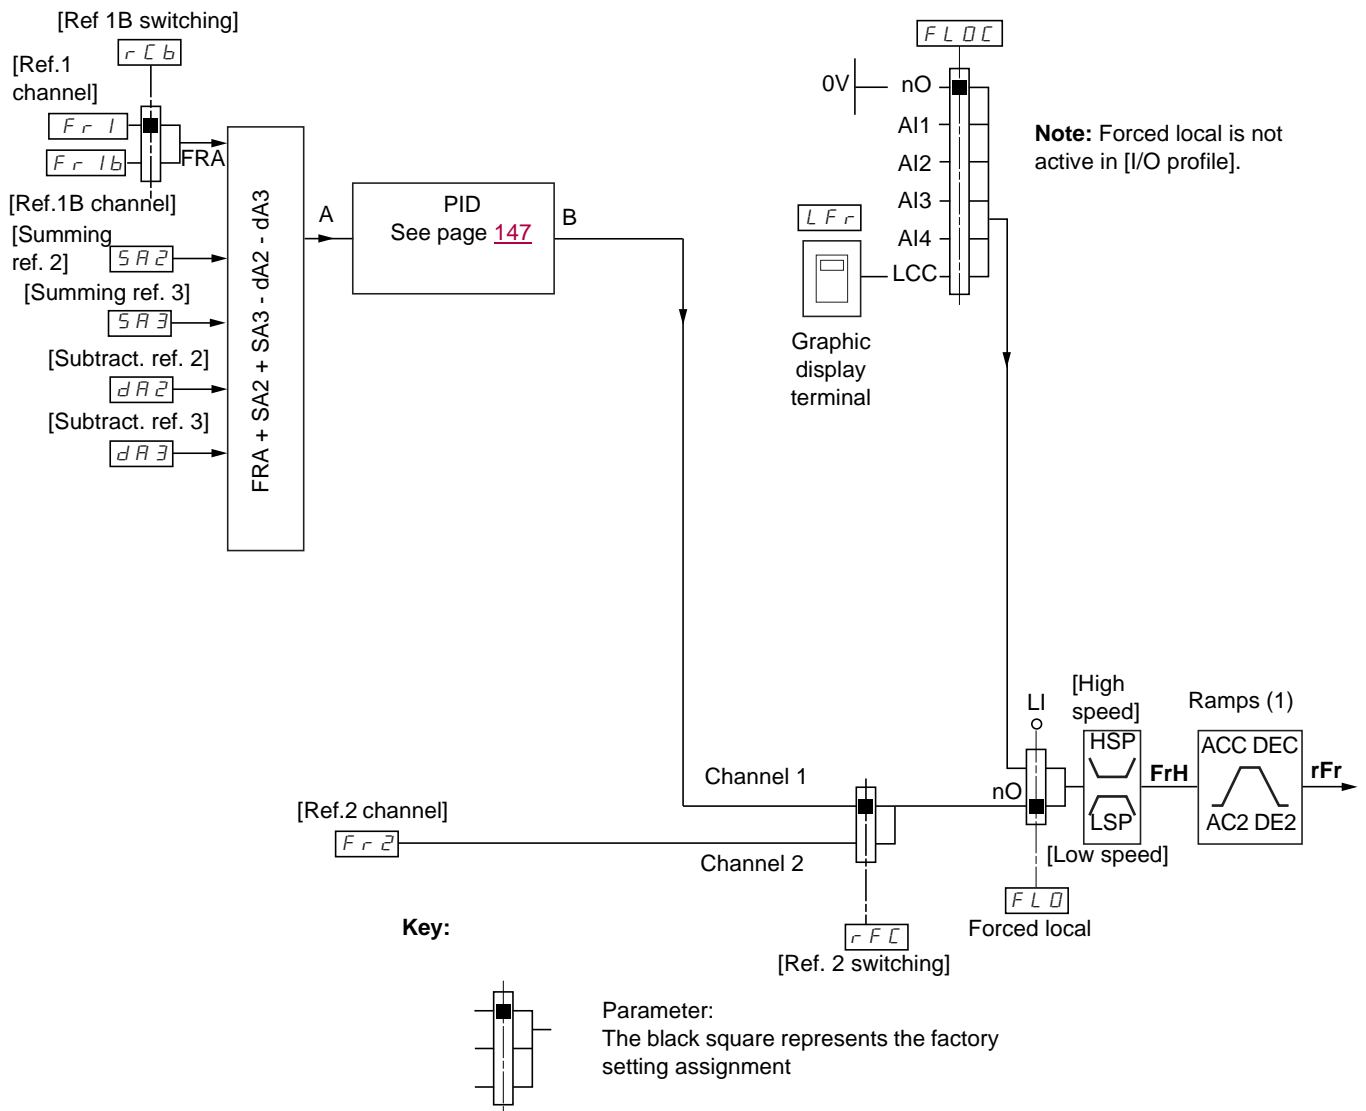 [Ref 1B switching]
rCb
[Ref.1
channel]
Fr1
Fr1b
FRA
[Ref.1B channel]
[Summing
ref. 2]
SA2
[Summing ref. 3]
SA3
[Subtract. ref. 2]
dA2
[Subtract. ref. 3]
dA3
FRA + SA2 + SA3 - dA2 - dA3
A
PID
See page 147
B
FLOC
0V
nO
AI1
AI2
AI3
AI4
LCC
LFr
Graphic
display
terminal
Note: Forced local is not
active in [I/O profile].
Channel 1
[Ref.2 channel]
Fr2
Channel 2
rFC
[Ref. 2 switching]
nO
LI
FLO
Forced local
[High
speed]
HSP
LSP
[Low speed]
FrH
Ramps (1)
ACC DEC
AC2 DE2
rFr
Key:
Parameter:
The black square represents the factory
setting assignment